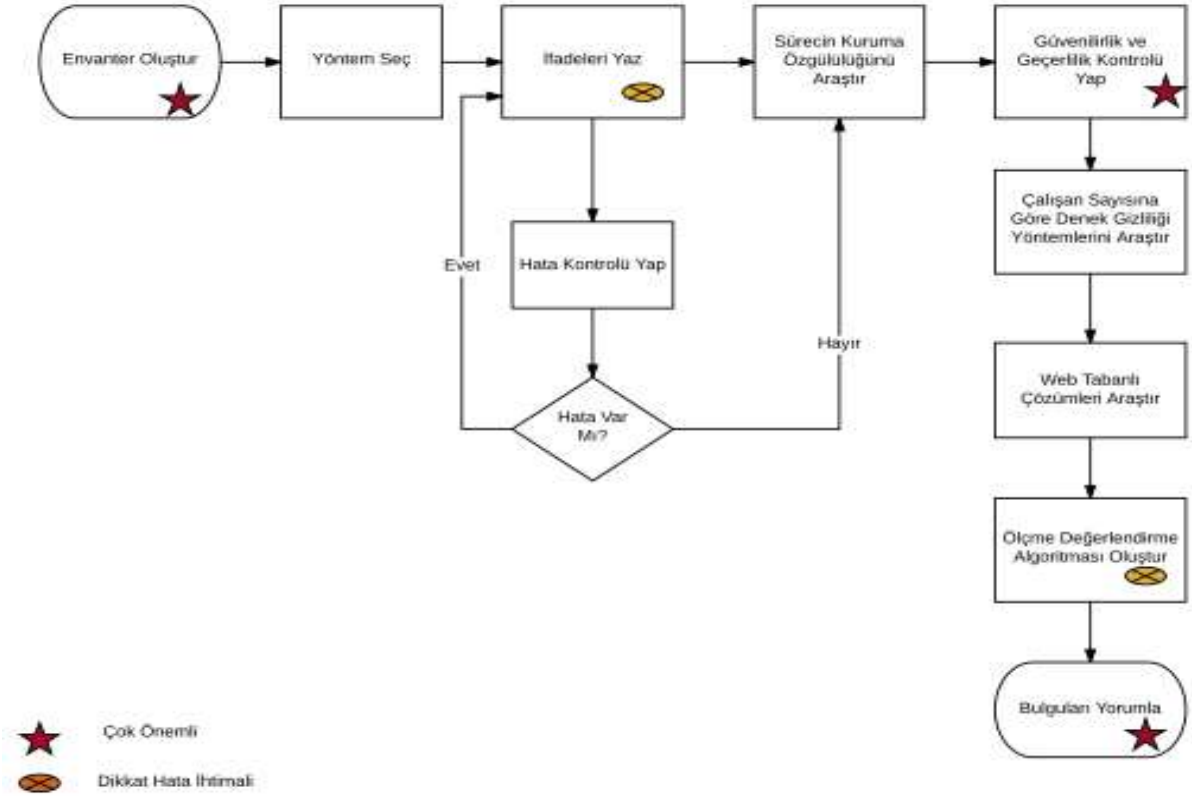 Envanter Oluştur
Yöntem Seç
İfadeleri Yaz
Sürecin Kuruma
Özgülülüğünü
Araştır
Güvenilirlik ve
Geçerlilik Kontrolü
Yap
Çalışan Sayısına
Göre Denek Gizliliği
Yöntemlerini Araştır
Evet
Hata Kontrolü Yap
Hayır
Web Tabanlı
Çözümleri Araştır
Hata Var
Mı?
Ölçme Değerlendirme
Algoritması Oluştur
Bulguları Yorumla
Çok Önemli
Dikkat Hata İhtimali